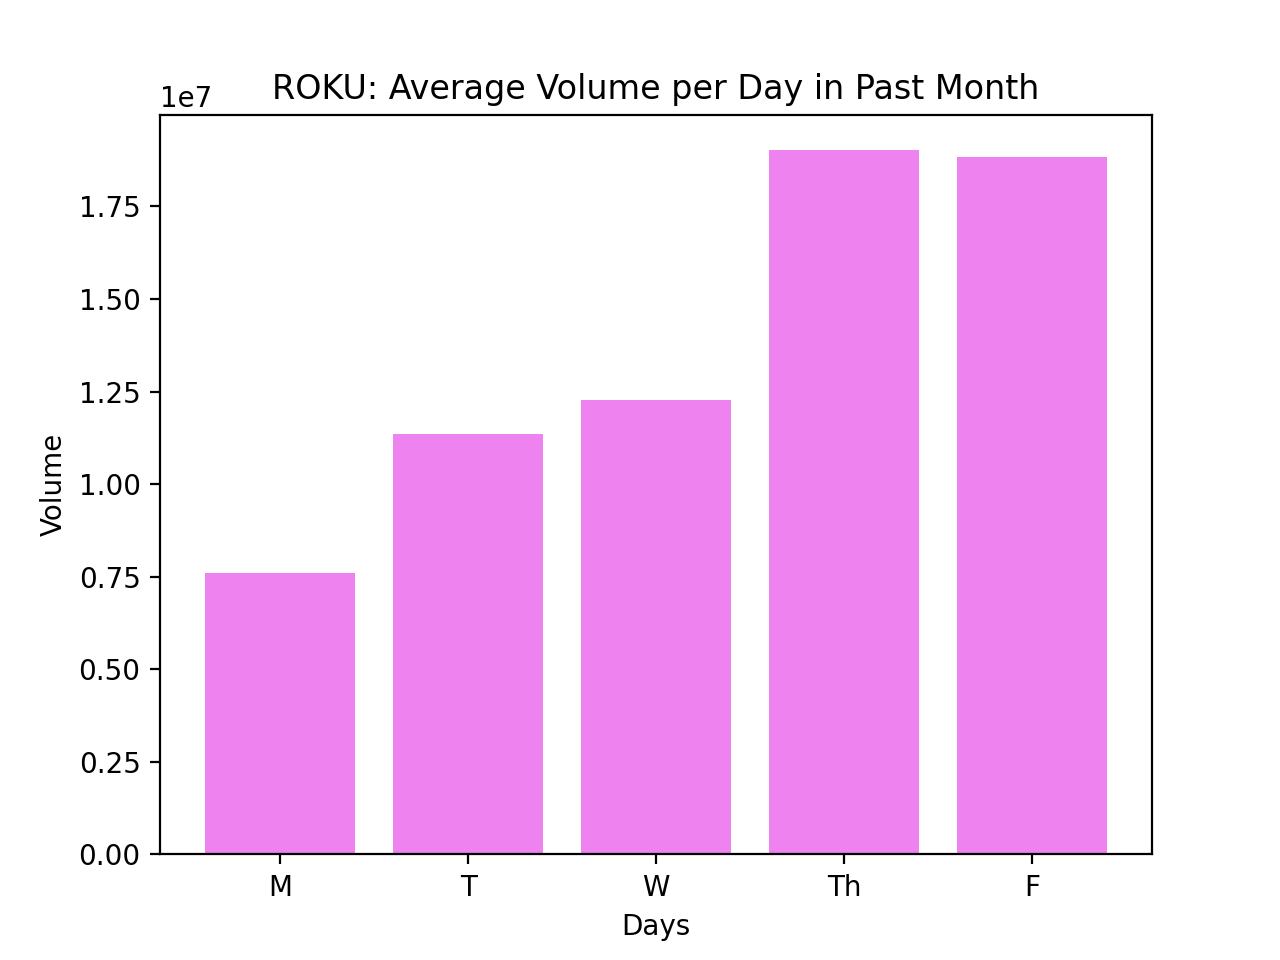 ROKU: Average Volume per Day in Past Month
1e7
1.75
1.50
1.25
1.00
0.75
0.50
0.25
0.00
Volume
M T W Th F
Days